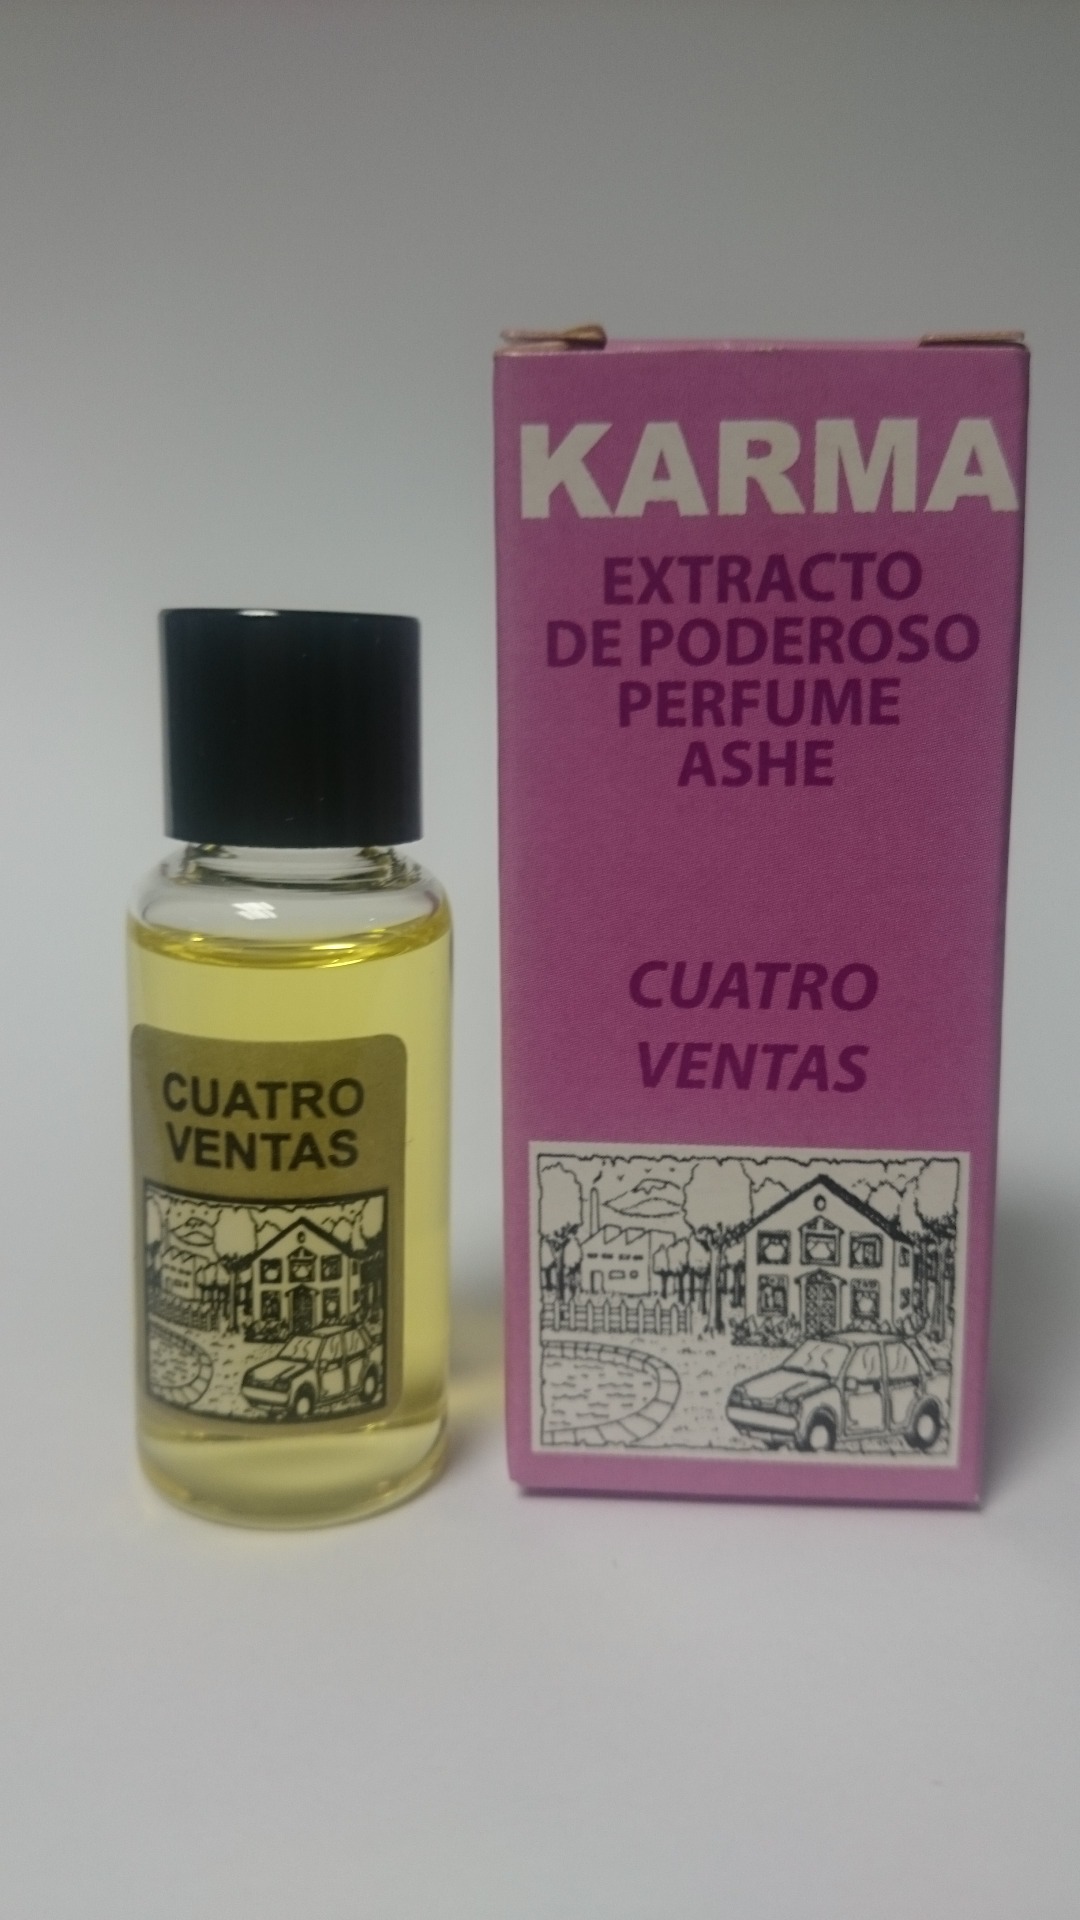 KARMA
EXTRACTO
DE PODEROSO
PERFUME
ASHE
CUATRO
VENTAS
CUATRO
VENTAS